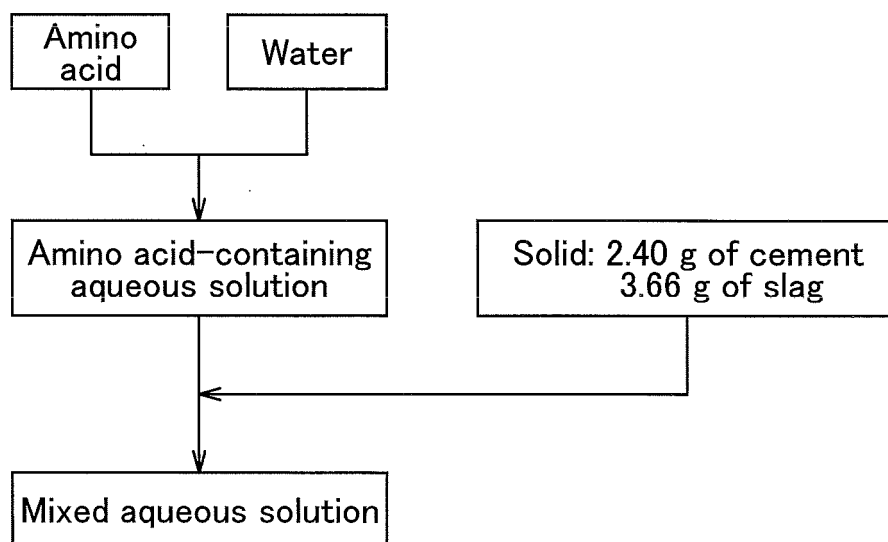 Amino
acid
Water
Amino acid-containing
aqueous solution
Solid: 2.40 g of cement
3.66 g of slag
Mixed aqueous solution